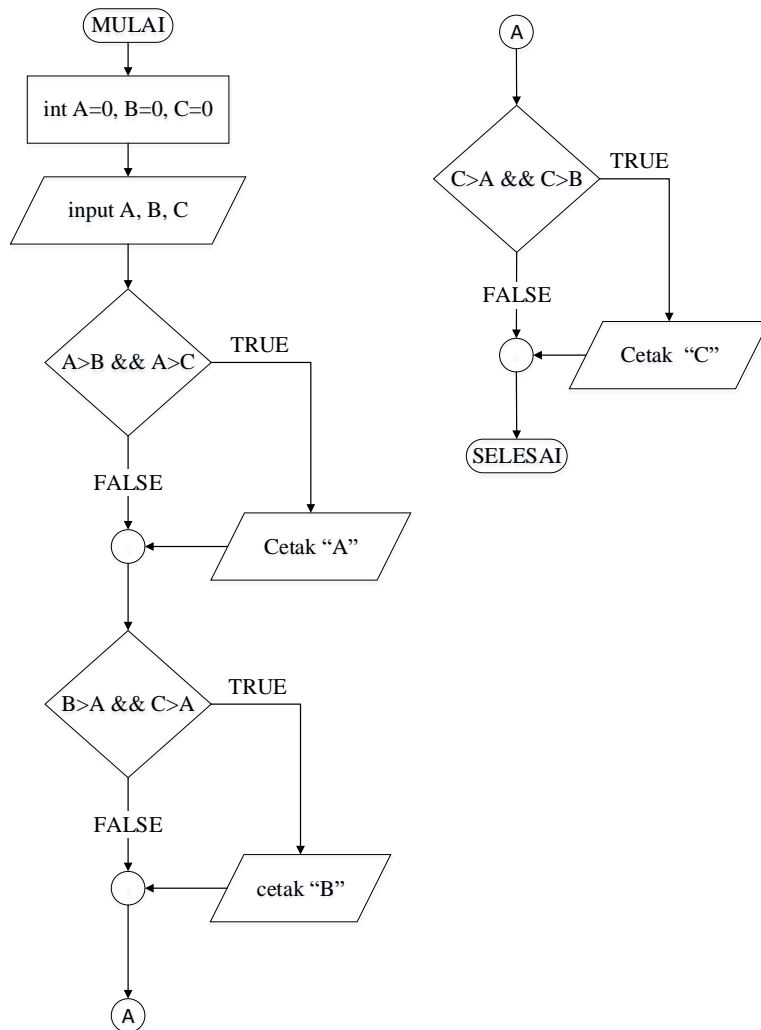 MULAI
int A=0, B=0, C=0
input A, B, C
A>B && A>C
TRUE
FALSE
Cetak “A”
B>A && C>A
TRUE
FALSE
cetak “B”
A
A
C>A && C>B
TRUE
FALSE
Cetak “C”
SELESAI